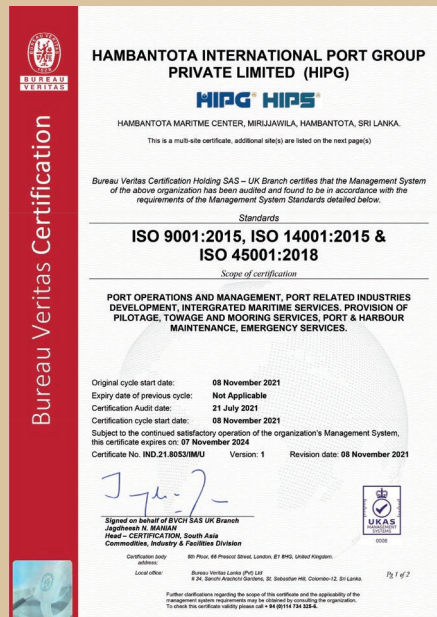 BUREAU
VERITAS
Bureau Veritas Certification
HAMBANTOTA INTERNATIONAL PORT GROUP
PRIVATE LIMITED (HIPG)
HIPG® HIPS®
HAMBANTOTA MARITME CENTER, MIRIJJAWILA, HAMBANTOTA, SRI LANKA.
This is a multi-site certificate, additional site(s) are listed on the next page(s)
Bureau Veritas Certification Holding SAS – UK Branch certifies that the Management System
of the above organization has been audited and found to be in accordance with the
requirements of the Management System Standards detailed below.
Standards
ISO 9001:2015, ISO 14001:2015 &
ISO 45001:2018
Scope of certification
PORT OPERATIONS AND MANAGEMENT, PORT RELATED INDUSTRIES
DEVELOPMENT, INTERGRATED MARITIME SERVICES. PROVISION OF
PILOTAGE, TOWAGE AND MOORING SERVICES, PORT & HARBOUR
MAINTENANCE, EMERGENCY SERVICES.
Original cycle start date: 08 November 2021
Expiry date of previous cycle: Not Applicable
Certification Audit date: 21 July 2021
Certification cycle start date: 08 November 2021
Subject to the continued satisfactory operation of the organization's Management System,
this certificate expires on: 07 November 2024
Certificate No. IND.21.8053/IM/U Version: 1 Revision date: 08 November 2021
Signed on behalf of BVCH SAS UK Branch
Jagdheesh N. MANIAN
Head – CERTIFICATION, South Asia
Commodities, Industry & Facilities Division
UKAS
MANAGEMENT
SYSTEMS
0008
Certification body address: 5th Floor, 66 Prescot Street, London, E1 8HG, United Kingdom.
Local office: Bureau Veritas Lanka (Pvt) Ltd
# 34, Sanchi Arachchi Gardens, St. Sebastian Hill, Colombo-12, Sri Lanka.
Pg 1 of 2
Further clarifications regarding the scope of this certificate and the applicability of the
management system requirements may be obtained by consulting the organization.
To check this certificate validity please call + 94 (0)114 734 325-6.